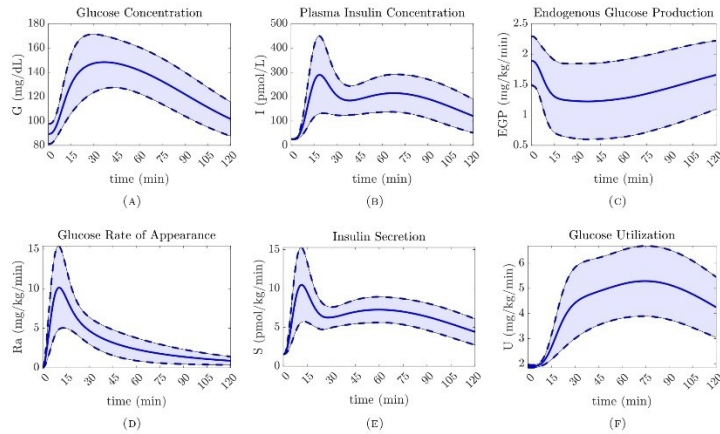 Glucose Concentration
G (mg/dL)
180
160
140
120
100
80
0 15 30 45 60 75 90 105 120
time (min)
(A)
Plasma Insulin Concentration
I (pmol/L)
500
400
300
200
100
0
0 15 30 45 60 75 90 105 120
time (min)
(B)
Endogenous Glucose Production
EGP (mg/kg/min)
2.5
2
1.5
1
0.5
0 15 30 45 60 75 90 105 120
time (min)
(C)
Glucose Rate of Appearance
Ra (mg/kg/min)
15
10
5
0
0 15 30 45 60 75 90 105 120
time (min)
(D)
Insulin Secretion
S (pmol/kg/min)
15
10
5
0
0 15 30 45 60 75 90 105 120
time (min)
(E)
Glucose Utilization
U (mg/kg/min)
6
5
4
3
2
0 15 30 45 60 75 90 105 120
time (min)
(F)